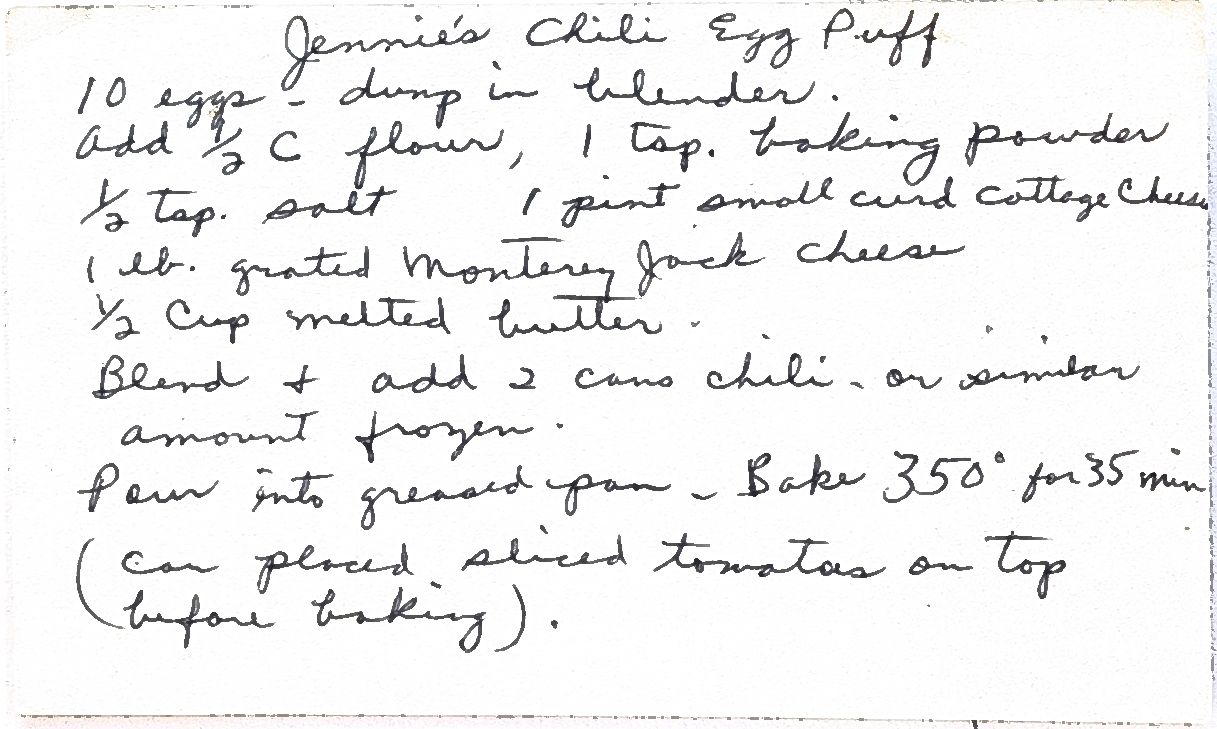 Jennie's Chili Egg Puff
10 eggs - dump in blender.
Add 1/2 C flour, 1 tsp. baking powder
1/2 tsp. salt 1 pint small curd cottage Cheese
1 lb. grated Monterey Jack cheese
1/2 Cup melted butter.
Blend + add 2 cans chili - or similar
amount frozen.
Pour into greased pan - Bake 350° for 35 min
(can placed sliced tomatoes on top
before baking).